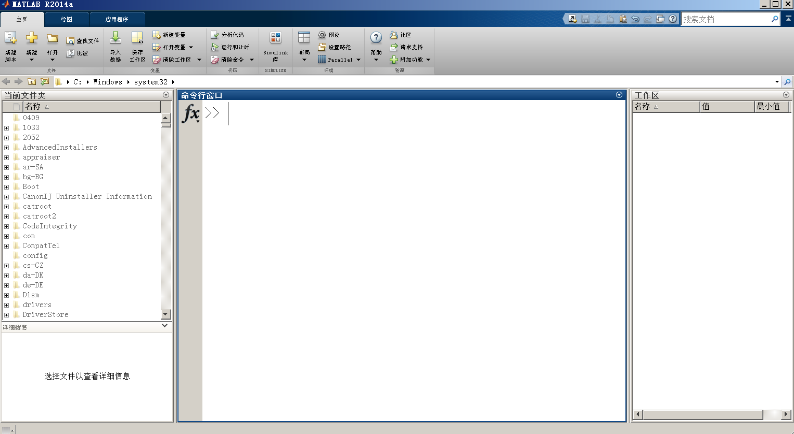 MATLAB R2014a
主页 绘图 应用程序
搜索文档
新建脚本 新建 打开 查找文件 比较
导入数据 保存工作区 新建变量 打开变量 清除工作区
分析代码 运行并计时 清除命令
Simulink 库
布局 设置路径 Parallel
帮助 社区 请求支持 附加功能
文件 变量 代码 环境 资源
C: Windows system32
当前文件夹
名称
0409
1033
2052
AdvancedInstallers
appraiser
ar-SA
bg-BG
Boot
CanonIJ Uninstaller Information
catroot
catroot2
CodeIntegrity
com
CompatTel
config
cs-CZ
da-DK
de-DE
Dism
drivers
DriverStore
详细信息
选择文件以查看详细信息
命令行窗口
fx >>
工作区
名称 值 最小值